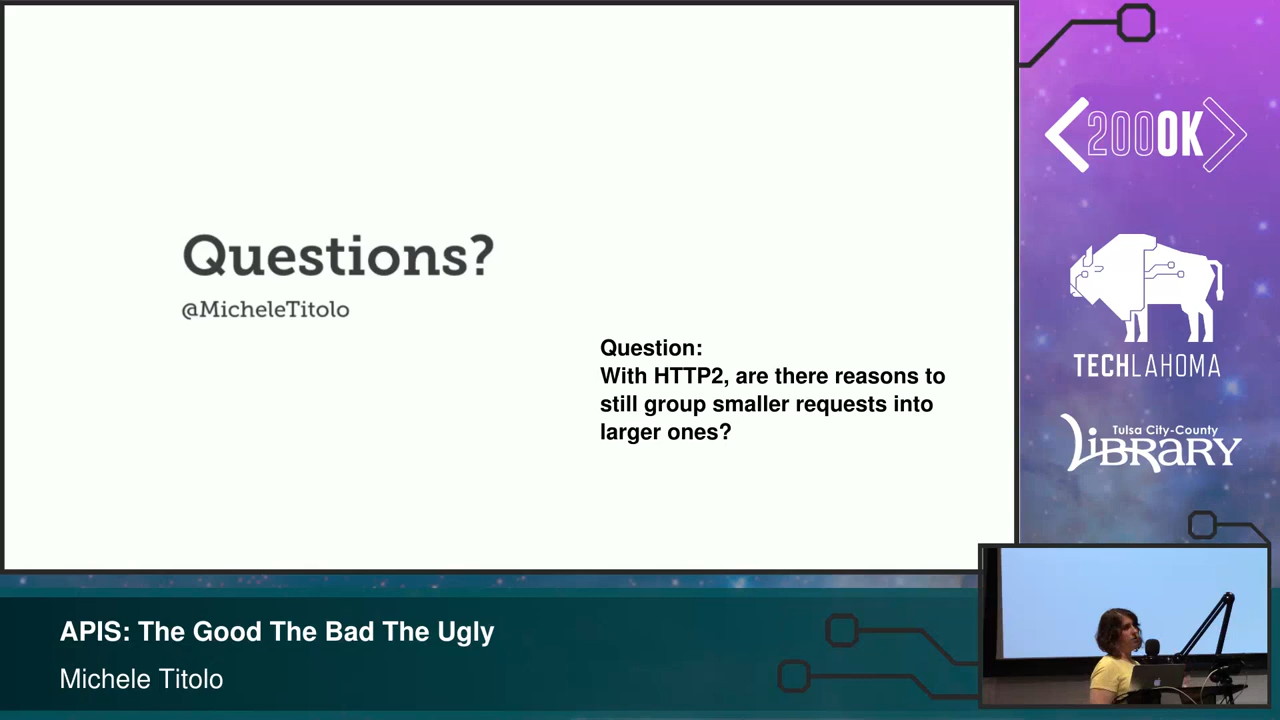 Questions?
@MicheleTitolo
Question:
With HTTP2, are there reasons to
still group smaller requests into
larger ones?
200OK
TECHLAHOMA
Tulsa City-County
LiBRARY
APIS: The Good The Bad The Ugly
Michele Titolo